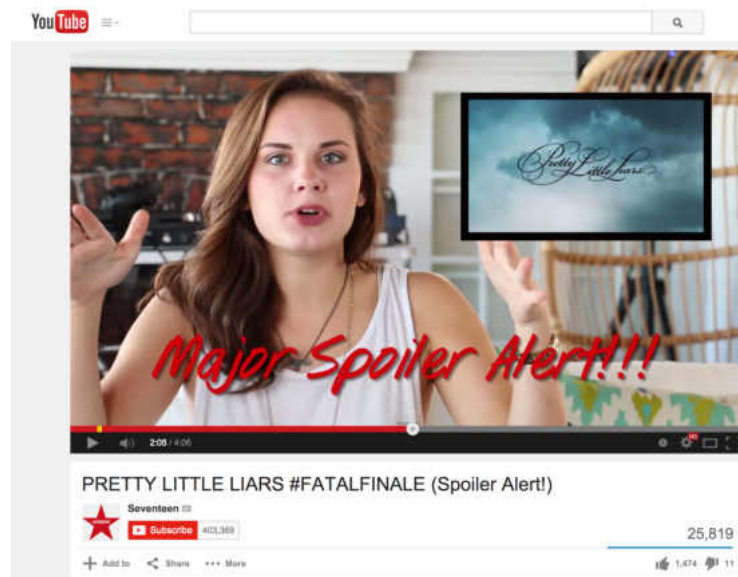 YouTube
Pretty Little Liars
Major Spoiler Alert!!!
2:08 / 4:06
HD
PRETTY LITTLE LIARS #FATALFINALE (Spoiler Alert!)
Seventeen
Subscribe 403,369
25,819
Add to Share More
1,474 11